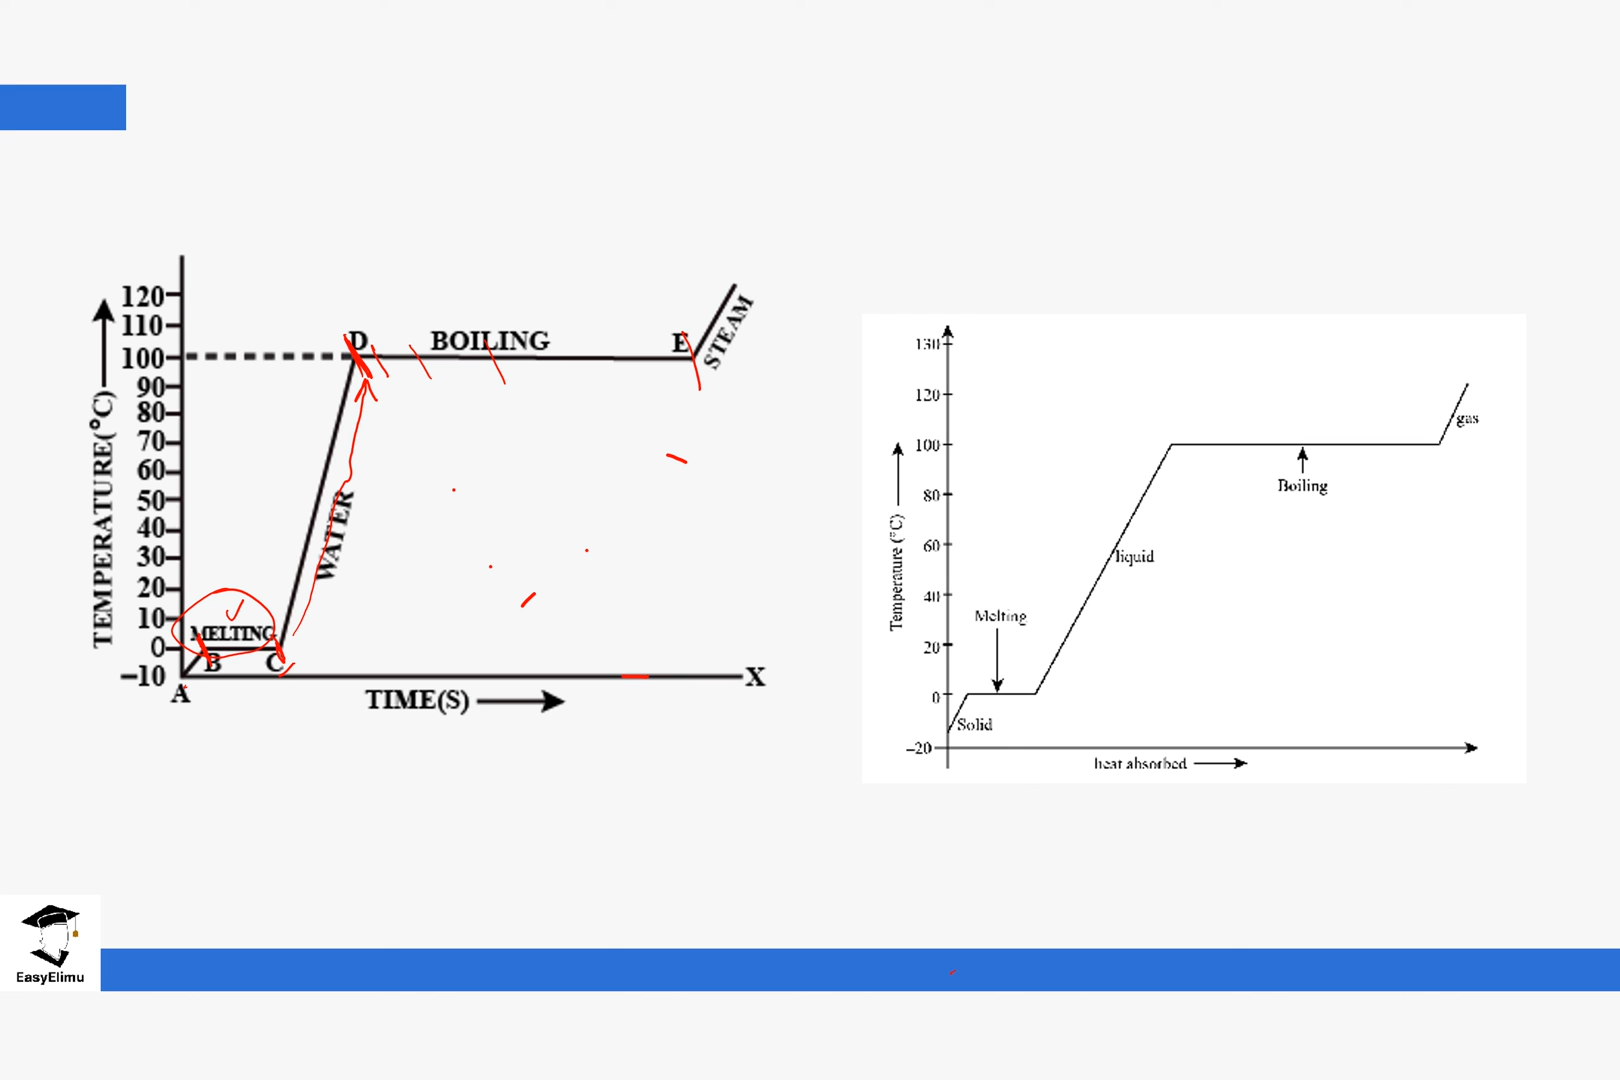 120
110
100
90
80
70
60
50
40
30
20
10
0
–10
TEMPERATURE(°C)
D
BOILING
E
STEAM
WATER
MELTING
B
C
A
X
TIME(S)
130
120
100
80
60
40
20
0
–20
Temperature (°C)
gas
Boiling
liquid
Melting
Solid
heat absorbed
EasyElimu